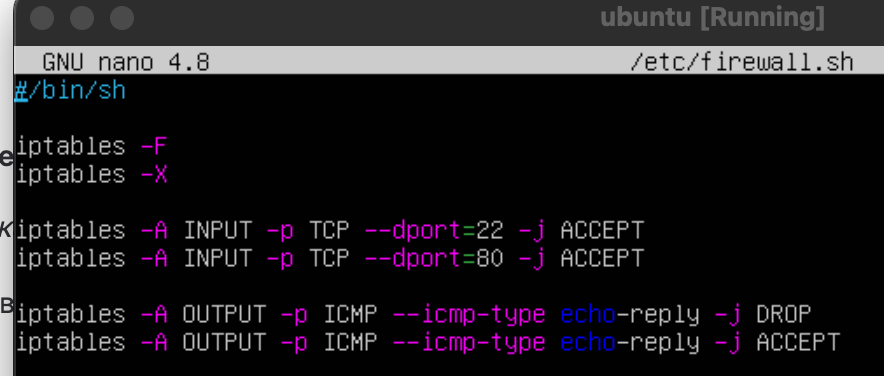 ubuntu [Running]
GNU nano 4.8 /etc/firewall.sh
#/bin/sh
iptables -F
iptables -X
iptables -A INPUT -p TCP --dport=22 -j ACCEPT
iptables -A INPUT -p TCP --dport=80 -j ACCEPT
iptables -A OUTPUT -p ICMP --icmp-type echo-reply -j DROP
iptables -A OUTPUT -p ICMP --icmp-type echo-reply -j ACCEPT